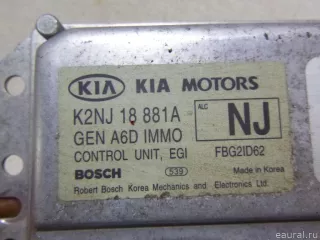 KIA KIA MOTORS
K2NJ 18 881A
ALC
NJ
GEN A6D IMMO
CONTROL UNIT, EGI
FBG2ID62
BOSCH 539 Made in Korea
Robert Bosch Korea Mechanics and Electronics Ltd.
© eaural.ru